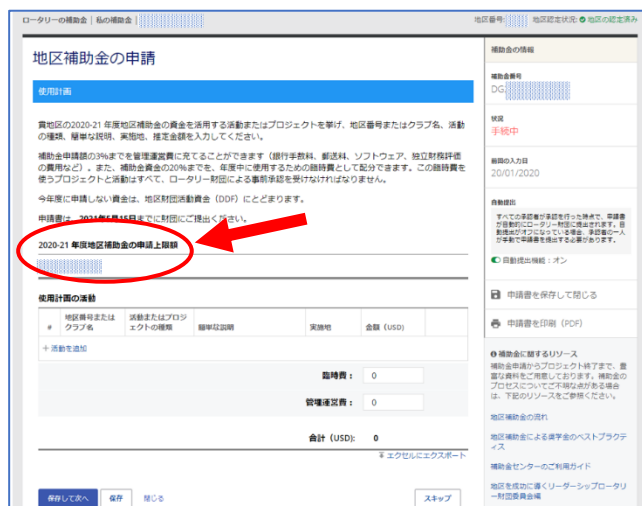 ロータリーの補助金 | 私の補助金 |
地区番号: 地区認定状況: 地区の認定済み
地区補助金の申請
使用計画
貴地区の2020-21 年度地区補助金の資金を活用する活動またはプロジェクトを挙げ、地区番号またはクラブ名、活動
の種類、簡単な説明、実施地、推定金額を入力してください。
補助金申請額の3%までを管理運営費に充てることができます（銀行手数料、郵送料、ソフトウェア、独立財務評価
の費用など）。また、補助金資金の20%までを、年度中に使用するための臨時費として配分できます。この臨時費を
使うプロジェクトと活動はすべて、ロータリー財団による事前承認を受けなければなりません。
今年度に申請しない資金は、地区財団活動資金（DDF）にとどまります。
申請書は、2021年5月15日までに財団にご提出ください。
2020-21 年度地区補助金の申請上限額
使用計画の活動
# 地区番号またはクラブ名 活動またはプロジェクトの種類 簡単な説明 実施地 金額（USD）
+ 活動を追加
臨時費： 0
管理運営費： 0
合計（USD）: 0
エクセルにエクスポート
保存して次へ 保存 閉じる スキップ
補助金の情報
補助金番号
DG
状況
手続中
前回の入力日
20/01/2020
自動提出
すべての承認者が承認を行った時点で、申請書
が自動的にロータリー財団に提出されます。自
動提出がオフになっている場合、承認者の一人
が手動で申請書を提出する必要があります。
自動提出機能：オン
申請書を保存して閉じる
申請書を印刷（PDF）
補助金に関するリソース
補助金申請からプロジェクト終了まで、豊
富な資料をご用意しております。補助金の
プロセスについてご不明な点がある場合
は、下記のリソースをご参照ください。
地区補助金の流れ
地区補助金による奨学金のベストプラクテ
ィス
補助金センターのご利用ガイド
地区を成功に導くリーダーシップロータリ
ー財団委員会編